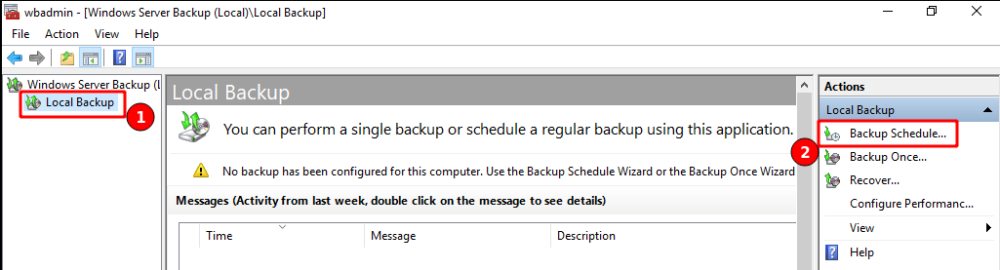 wbadmin - [Windows Server Backup (Local)\Local Backup]
File Action View Help
Windows Server Backup (L
Local Backup
1
Local Backup
You can perform a single backup or schedule a regular backup using this application.
No backup has been configured for this computer. Use the Backup Schedule Wizard or the Backup Once Wizard
Messages (Activity from last week, double click on the message to see details)
Time Message Description
Actions
Local Backup
Backup Schedule...
2
Backup Once...
Recover...
Configure Performanc...
View
Help